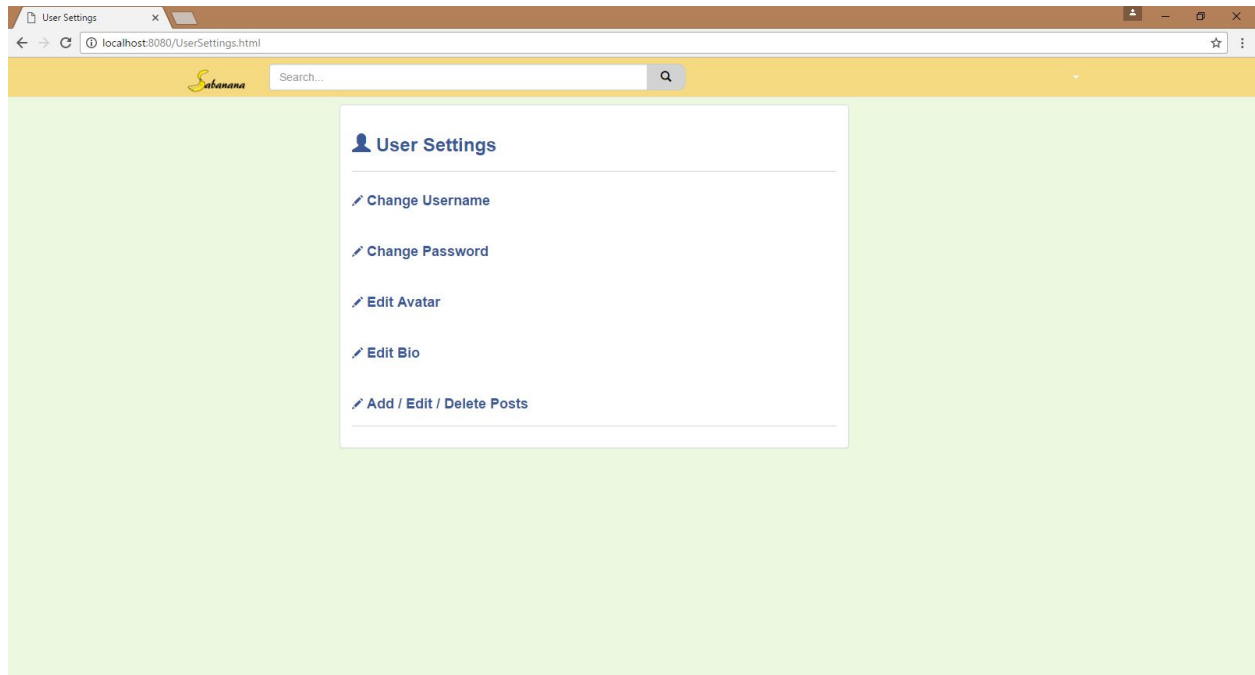 User Settings
localhost:8080/UserSettings.html
Sabanana
Search...
User Settings
Change Username
Change Password
Edit Avatar
Edit Bio
Add / Edit / Delete Posts